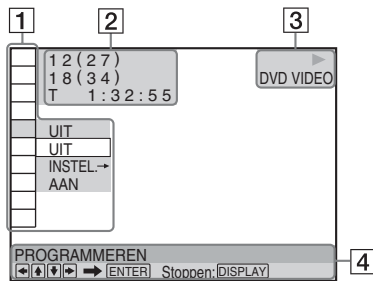 1
2
3
12(27)
18(34)
T 1:32:55
DVD VIDEO
UIT
UIT
INSTEL.→
AAN
PROGRAMMEREN
ENTER Stoppen: DISPLAY
4